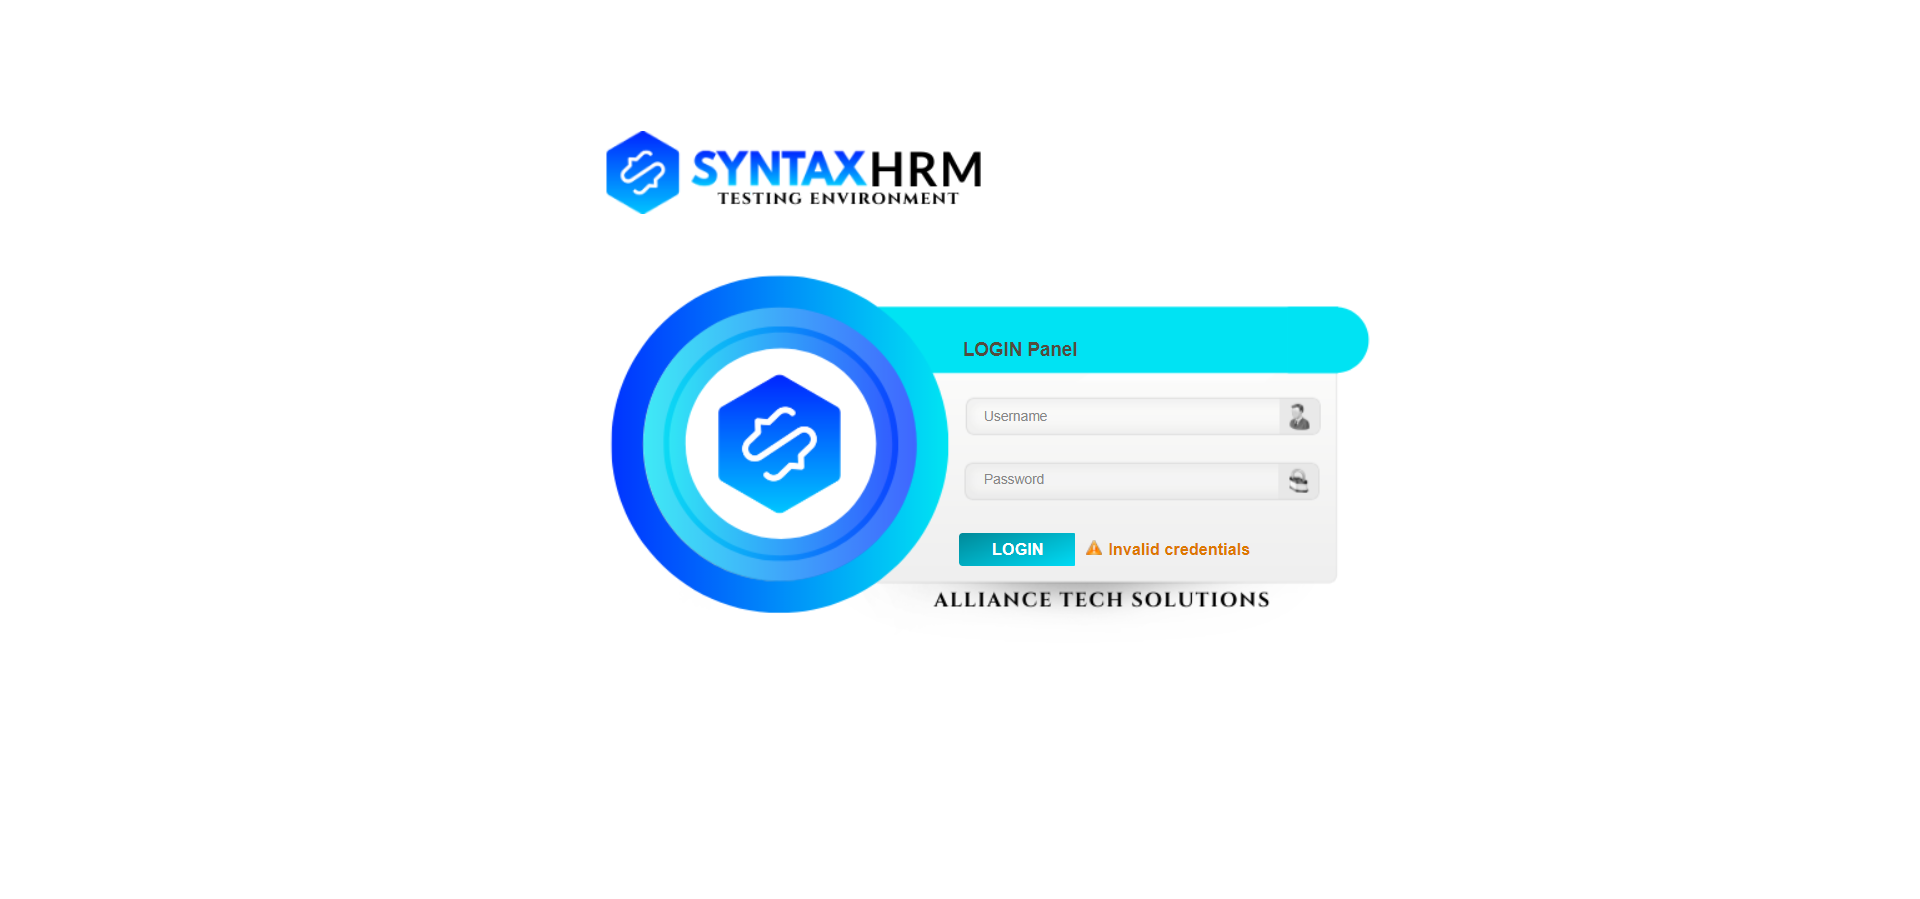 SYNTAXHRM
TESTING ENVIRONMENT
LOGIN Panel
Username
Password
LOGIN
Invalid credentials
ALLIANCE TECH SOLUTIONS